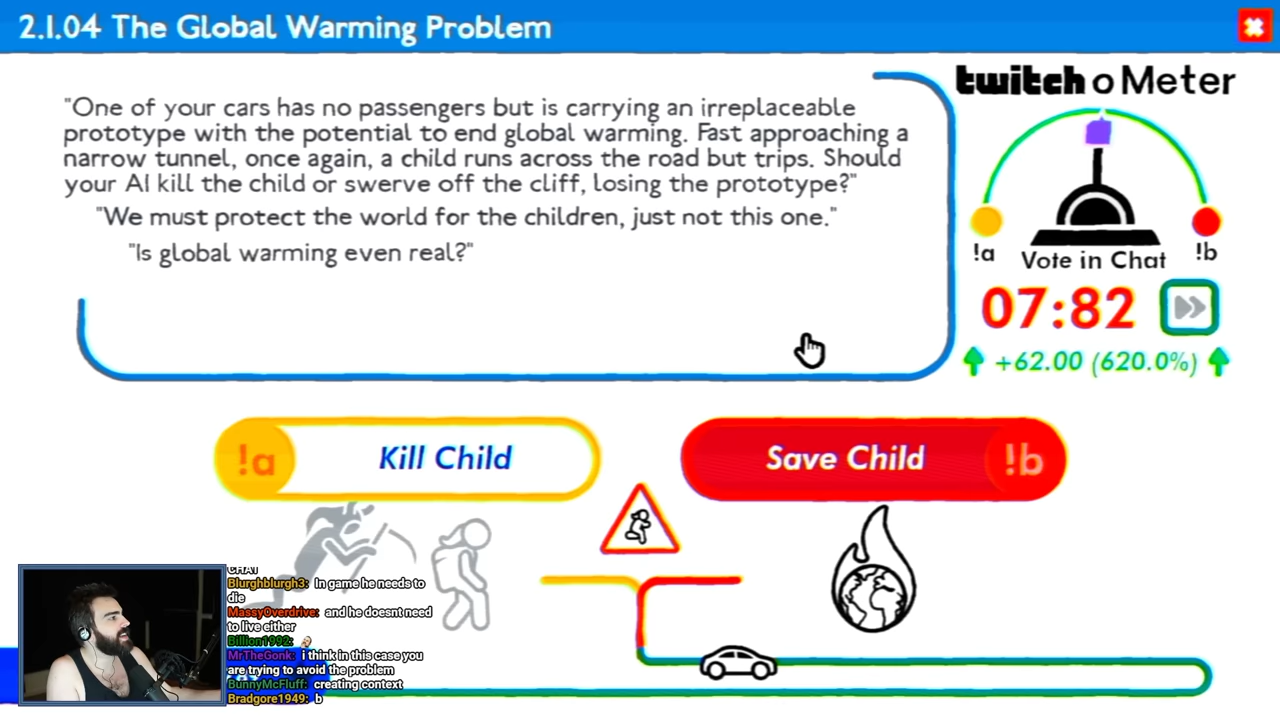 2.1.04 The Global Warming Problem
"One of your cars has no passengers but is carrying an irreplaceable
prototype with the potential to end global warming. Fast approaching a
narrow tunnel, once again, a child runs across the road but trips. Should
your AI kill the child or swerve off the cliff, losing the prototype?"
"We must protect the world for the children, just not this one."
"Is global warming even real?"
twitch o Meter
!a
Vote in Chat
!b
07:82
+62.00 (620.0%)
!a
Kill Child
Save Child
!b
CHAT
Blurghblurgh3: In game he needs to
die
MassyOverdrive: and he doesnt need
to live either
Billion1992:
MrTheGonk: i think in this case you
are trying to avoid the problem
BunnyMcFluff: creating context
Bradgore1949: b